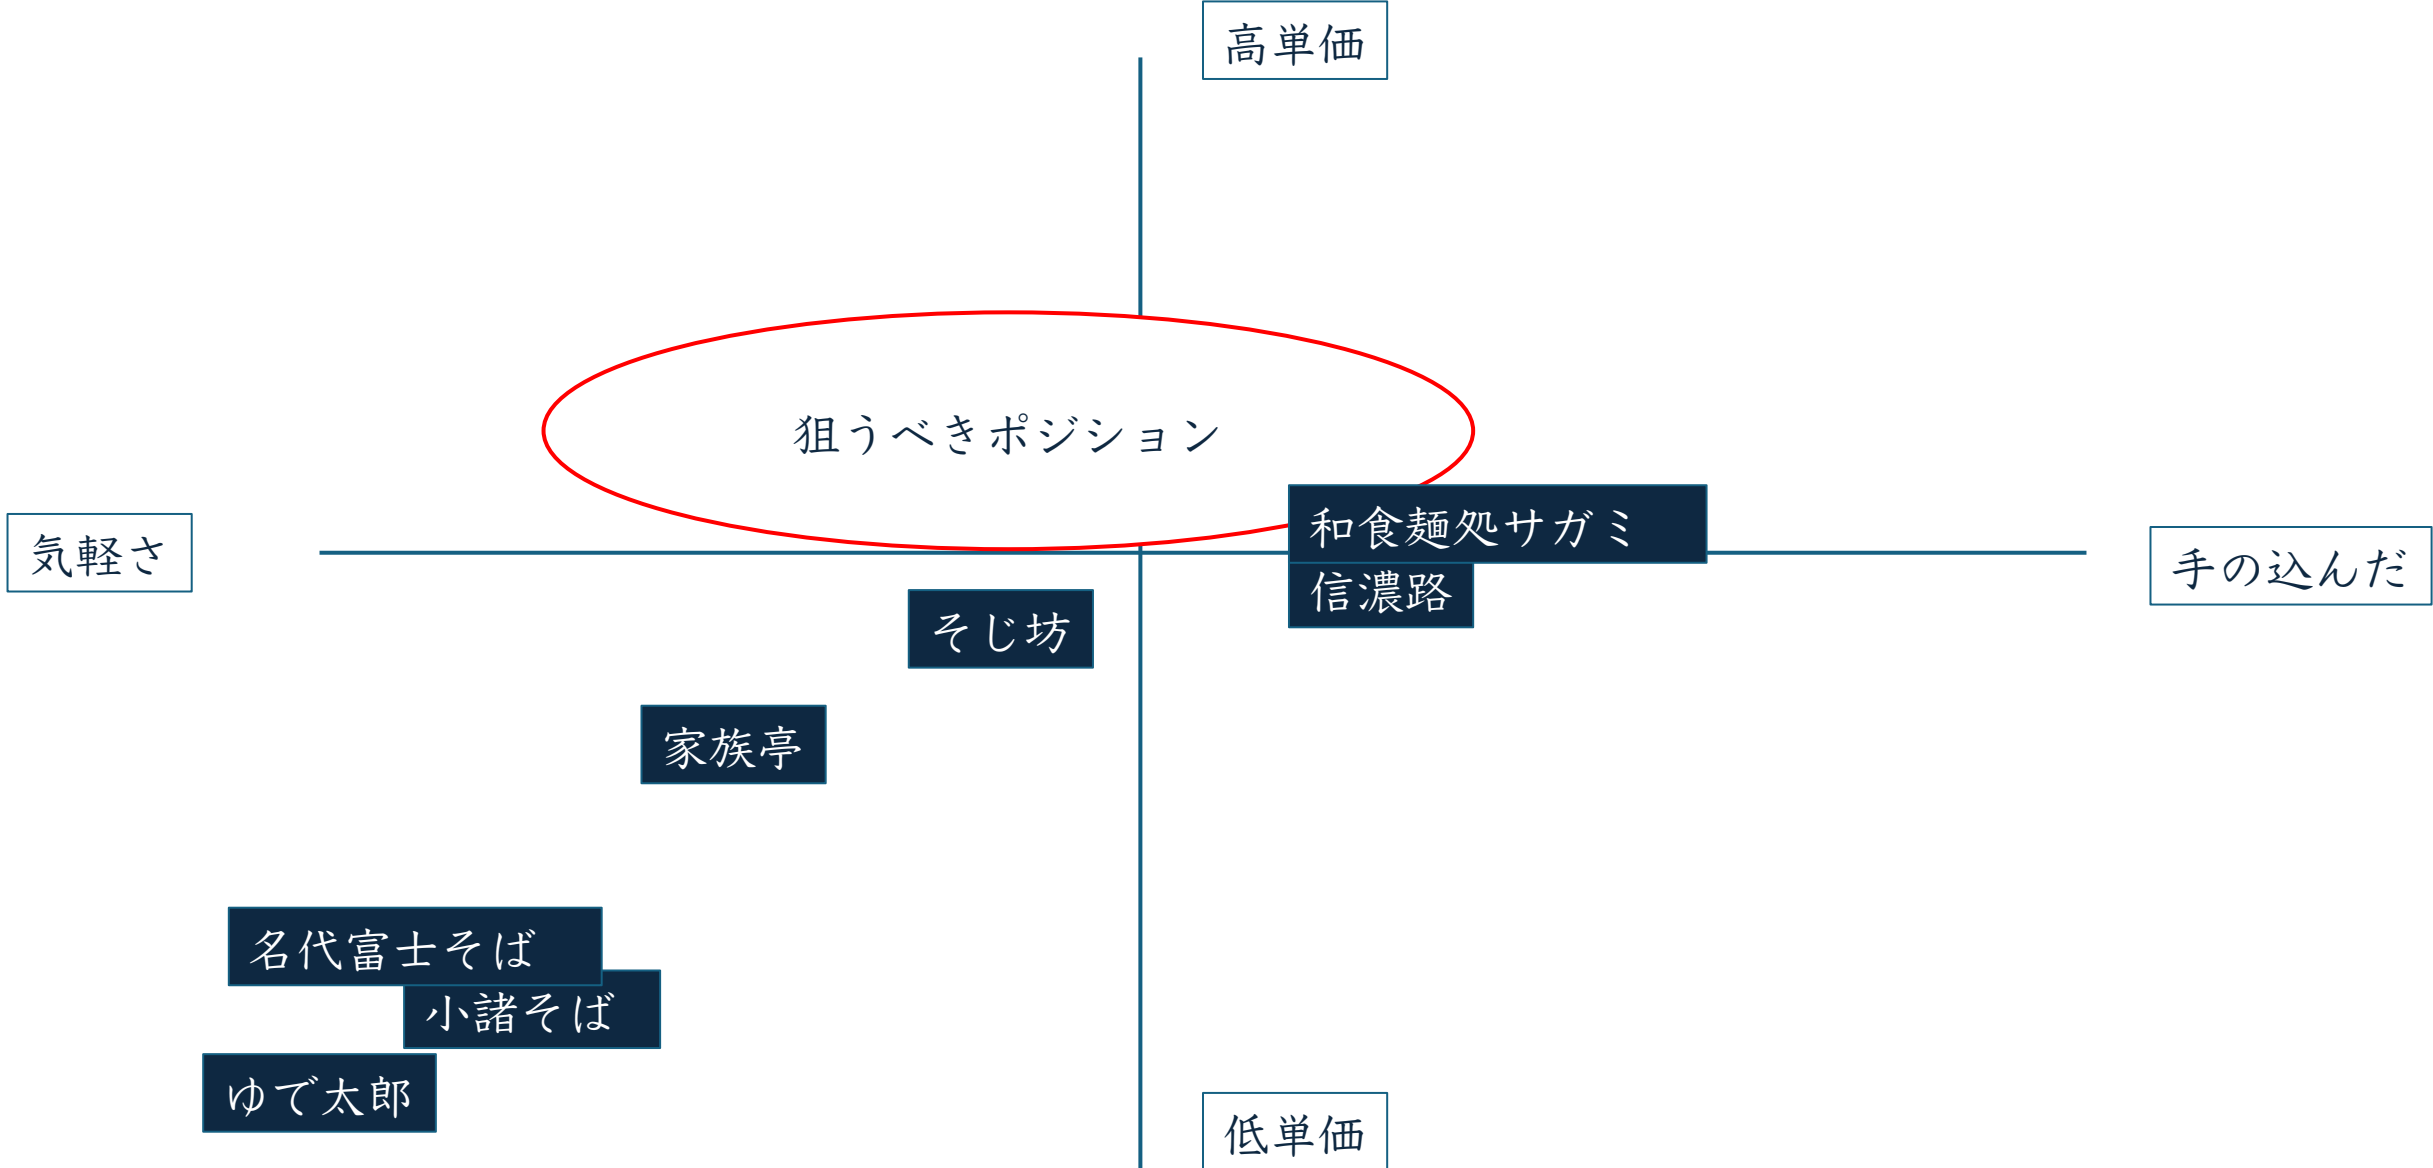 高単価
狙うべきポジション
気軽さ
和食麺処サガミ
手の込んだ
信濃路
そじ坊
家族亭
名代富士そば
小諸そば
ゆで太郎
低単価